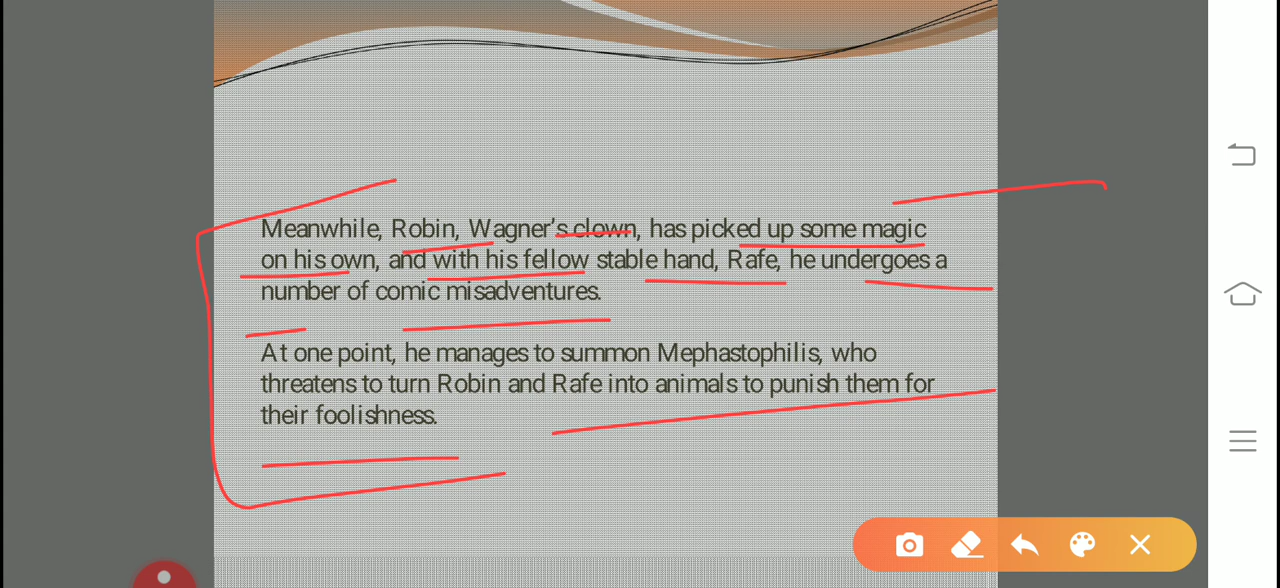 Meanwhile, Robin, Wagner's clown, has picked up some magic
on his own, and with his fellow stable hand, Rafe, he undergoes a
number of comic misadventures.
At one point, he manages to summon Mephastophilis, who
threatens to turn Robin and Rafe into animals to punish them for
their foolishness.